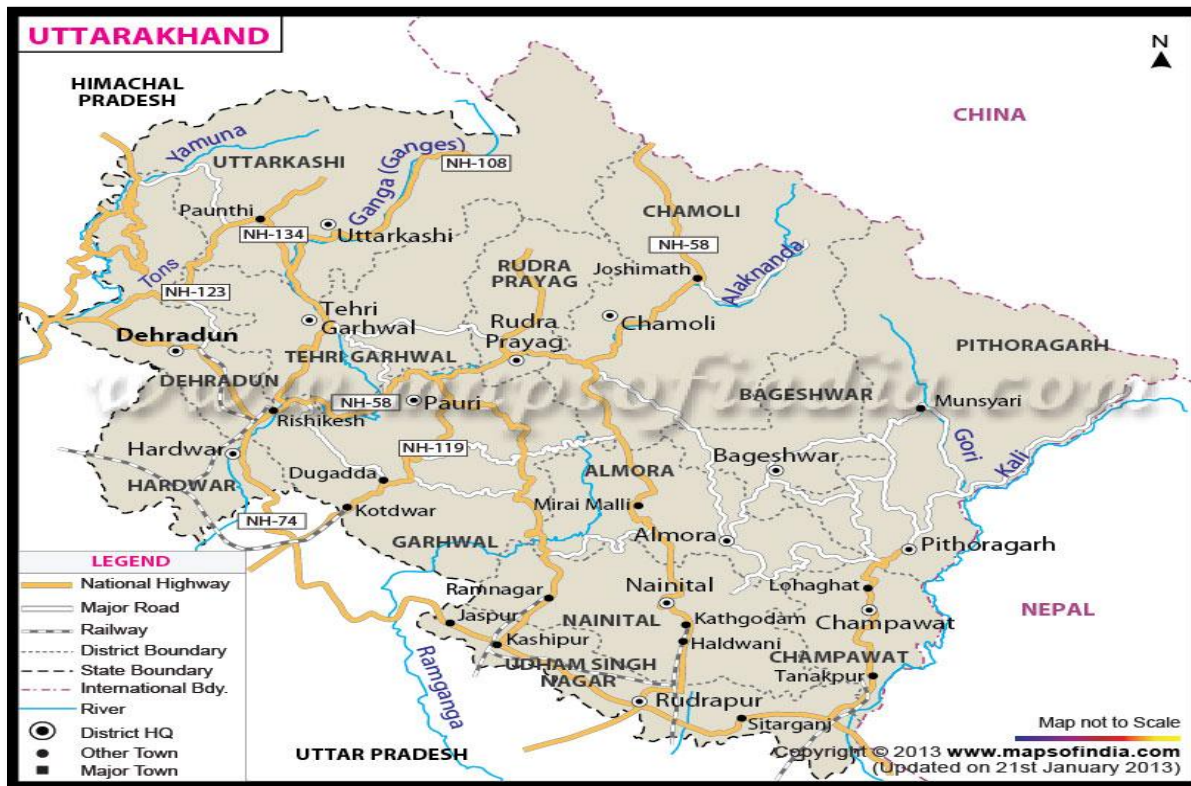 UTTARAKHAND
N
HIMACHAL
PRADESH
CHINA
Yamuna
UTTARKASHI
Ganga (Ganges)
NH-108
Paunthi
NH-134
Uttarkashi
CHAMOLI
NH-58
Joshimath
Alaknanda
Tons
NH-123
RUDRA
PRAYAG
Tehri
Garhwal
Rudra
Prayag
Chamoli
Dehradun
TEHRI GARHWAL
PITHORAGARH
www.mapsofindia.com
DEHRADUN
NH-58
Pauri
BAGESHWAR
Munsyari
Rishikesh
Hardwar
NH-119
Gori
Kali
Dugadda
ALMORA
Bageshwar
HARDWAR
Kotdwar
Mirai Malli
NH-74
GARHWAL
Almora
Pithoragarh
LEGEND
National Highway
Major Road
Railway
District Boundary
State Boundary
International Bdy.
River
District HQ
Other Town
Major Town
Ramnagar
Nainital
Lohaghat
NEPAL
Jaspur
NAINITAL
Kathgodam
Champawat
Kashipur
Haldwani
Ramganga
UDHAM SINGH
NAGAR
CHAMPAWAT
Tanakpur
Rudrapur
Sitarganj
UTTAR PRADESH
Map not to Scale
Copyright © 2013 www.mapsofindia.com
(Updated on 21st January 2013)